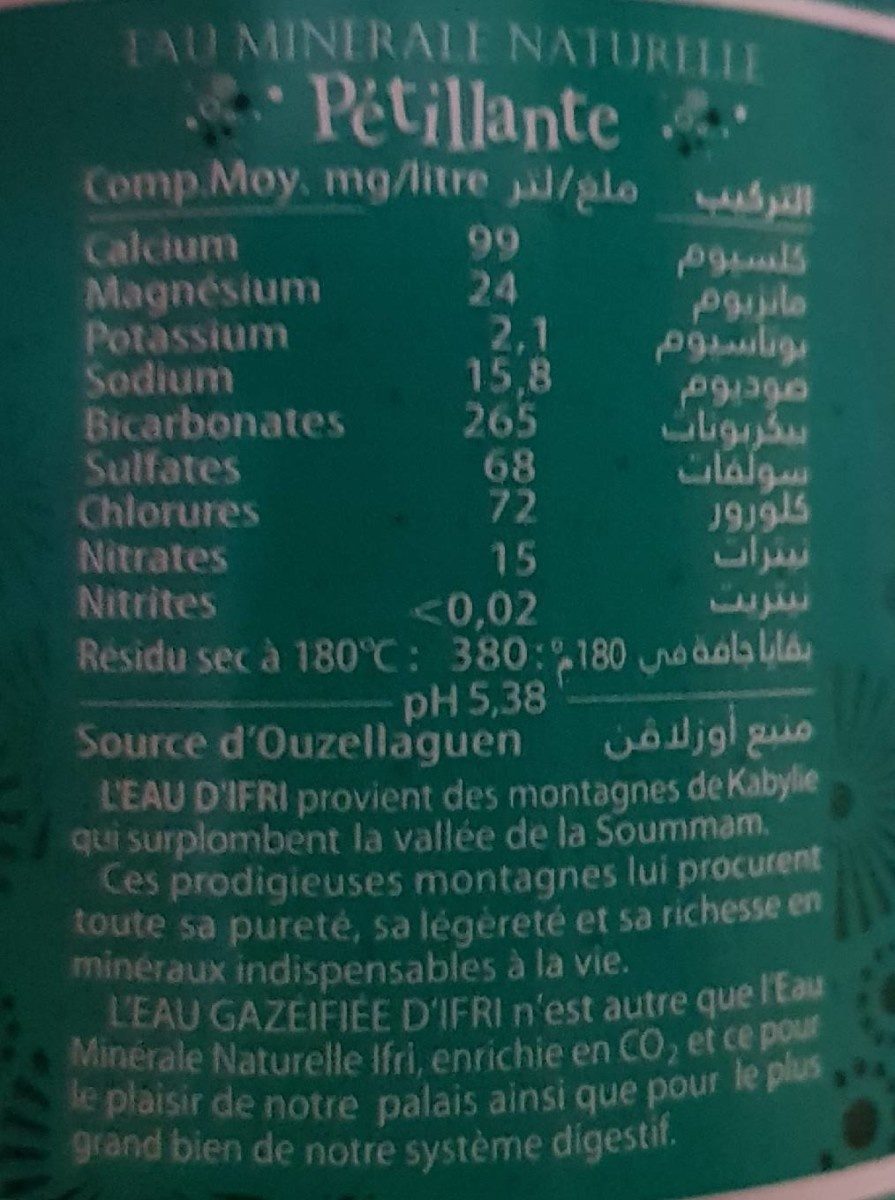 EAU MINERALE NATURELLE
Pétillante
Comp.Moy. mg/litre ملغ/لتر التركيب
Calcium 99 كلسيوم
Magnésium 24 مانزيوم
Potassium 2,1 بوتاسيوم
Sodium 15,8 صوديوم
Bicarbonates 265 بيكربونات
Sulfates 68 سولفات
Chlorures 72 كلورور
Nitrates 15 نيترات
Nitrites <0,02 نيتريت
Résidu sec à 180°C : 380 : بقايا جافة في 180°م
pH 5,38
Source d'Ouzellaguen منبع أوزلاڨن
L'EAU D'IFRI provient des montagnes de Kabylie
qui surplombent la vallée de la Soummam.
Ces prodigieuses montagnes lui procurent
toute sa pureté, sa légèreté et sa richesse en
minéraux indispensables à la vie.
L'EAU GAZÉIFIÉE D'IFRI n'est autre que l'Eau
Minérale Naturelle Ifri, enrichie en CO₂ et ce pour
le plaisir de notre palais ainsi que pour le plus
grand bien de notre système digestif.